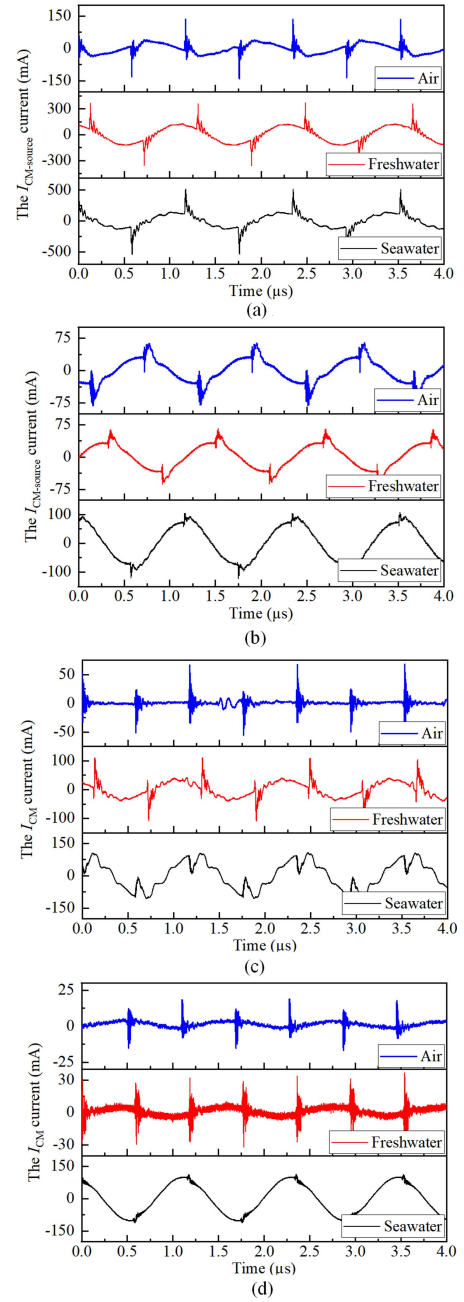 150
0
-150
Air
300
0
-300
Freshwater
500
0
-500
Seawater
The I_CM-source current (mA)
0.0 0.5 1.0 1.5 2.0 2.5 3.0 3.5 4.0
Time (µs)
(a)
75
0
-75
Air
75
0
-75
Freshwater
100
0
-100
Seawater
The I_CM-source current (mA)
0.0 0.5 1.0 1.5 2.0 2.5 3.0 3.5 4.0
Time (µs)
(b)
50
0
-50
Air
100
0
-100
Freshwater
150
0
-150
Seawater
The I_CM current (mA)
0.0 0.5 1.0 1.5 2.0 2.5 3.0 3.5 4.0
Time (µs)
(c)
25
0
-25
Air
30
0
-30
Freshwater
150
0
-150
Seawater
The I_CM current (mA)
0.0 0.5 1.0 1.5 2.0 2.5 3.0 3.5 4.0
Time (µs)
(d)